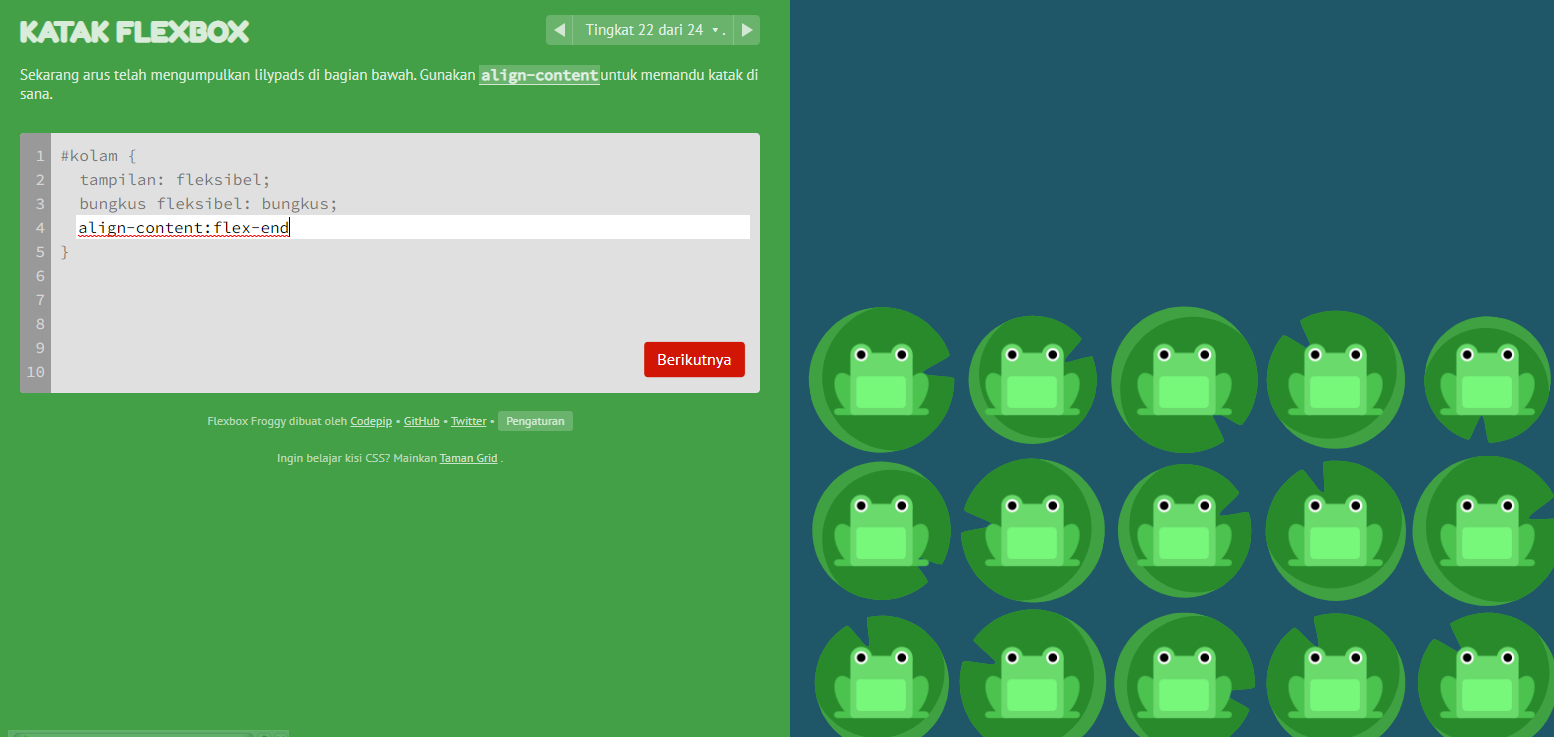 KATAK FLEXBOX
Tingkat 22 dari 24 .
Sekarang arus telah mengumpulkan lilypads di bagian bawah. Gunakan align-content untuk memandu katak di
sana.
1 #kolam {
2 tampilan: fleksibel;
3 bungkus fleksibel: bungkus;
4 align-content:flex-end
5 }
6
7
8
9
10
Berikutnya
Flexbox Froggy dibuat oleh Codepip • GitHub • Twitter • Pengaturan
Ingin belajar kisi CSS? Mainkan Taman Grid .